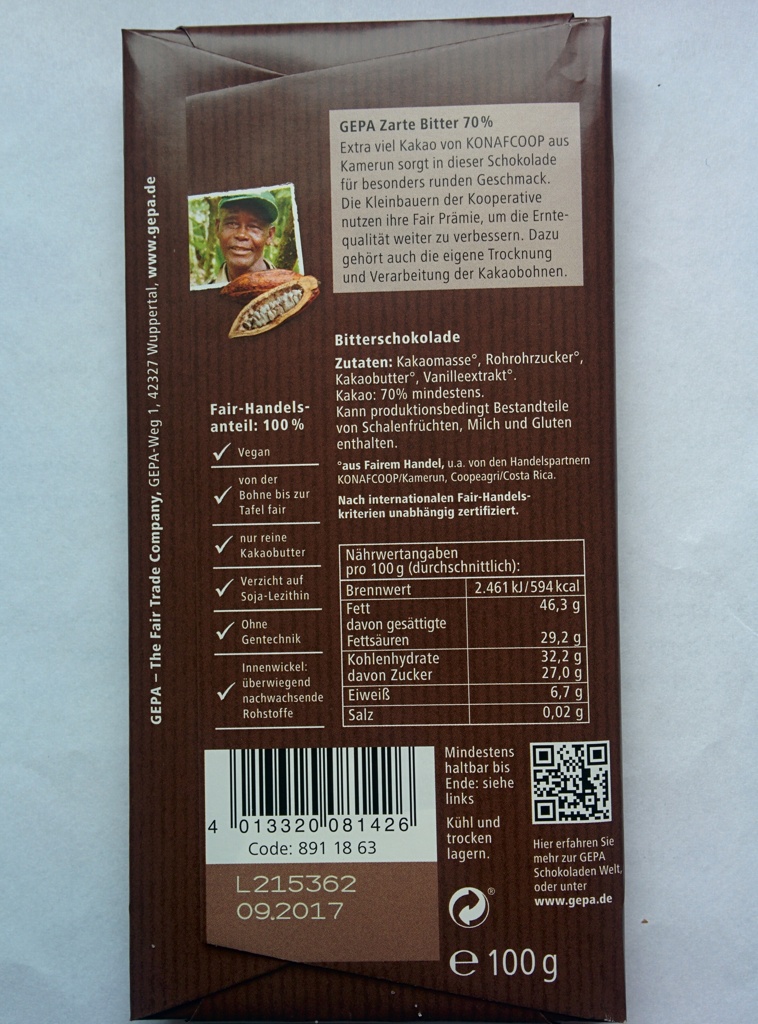 GEPA Zarte Bitter 70%
Extra viel Kakao von KONAFCOOP aus
Kamerun sorgt in dieser Schokolade
für besonders runden Geschmack.
Die Kleinbauern der Kooperative
nutzen ihre Fair Prämie, um die Ernte-
qualität weiter zu verbessern. Dazu
gehört auch die eigene Trocknung
und Verarbeitung der Kakaobohnen.
GEPA – The Fair Trade Company, GEPA-Weg 1, 42327 Wuppertal, www.gepa.de
Bitterschokolade
Zutaten: Kakaomasse°, Rohrohrzucker°,
Kakaobutter°, Vanilleextrakt°.
Kakao: 70% mindestens.
Kann produktionsbedingt Bestandteile
von Schalenfrüchten, Milch und Gluten
enthalten.
°aus Fairem Handel, u.a. von den Handelspartnern
KONAFCOOP/Kamerun, Coopeagri/Costa Rica.
Nach internationalen Fair-Handels-
kriterien unabhängig zertifiziert.
Fair-Handels-
anteil: 100%
✓ Vegan
✓ von der
Bohne bis zur
Tafel fair
✓ nur reine
Kakaobutter
✓ Verzicht auf
Soja-Lezithin
✓ Ohne
Gentechnik
✓ Innenwickel:
überwiegend
nachwachsende
Rohstoffe
Nährwertangaben
pro 100g (durchschnittlich):
Brennwert 2.461 kJ/594 kcal
Fett 46,3 g
davon gesättigte
Fettsäuren 29,2 g
Kohlenhydrate 32,2 g
davon Zucker 27,0 g
Eiweiß 6,7 g
Salz 0,02 g
4 013320 081426
Code: 891 18 63
L215362
09.2017
Mindestens
haltbar bis
Ende: siehe
links
Kühl und
trocken
lagern.
Hier erfahren Sie
mehr zur GEPA
Schokoladen Welt,
oder unter
www.gepa.de
®
e 100 g